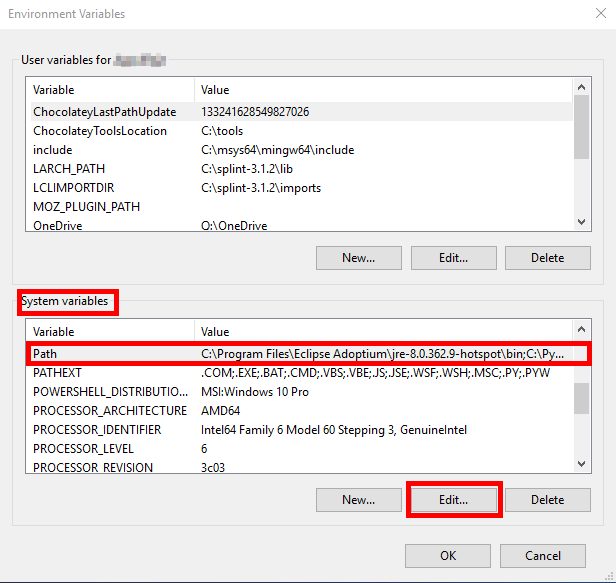 Environment Variables
User variables for
Variable Value
ChocolateyLastPathUpdate 133241628549827026
ChocolateyToolsLocation C:\tools
include C:\msys64\mingw64\include
LARCH_PATH C:\splint-3.1.2\lib
LCLIMPORTDIR C:\splint-3.1.2\imports
MOZ_PLUGIN_PATH
OneDrive O:\OneDrive
New... Edit... Delete
System variables
Variable Value
Path C:\Program Files\Eclipse Adoptium\jre-8.0.362.9-hotspot\bin;C:\Py...
PATHEXT .COM;.EXE;.BAT;.CMD;.VBS;.VBE;.JS;.JSE;.WSF;.WSH;.MSC;.PY;.PYW
POWERSHELL_DISTRIBUTIO... MSI:Windows 10 Pro
PROCESSOR_ARCHITECTURE AMD64
PROCESSOR_IDENTIFIER Intel64 Family 6 Model 60 Stepping 3, GenuineIntel
PROCESSOR_LEVEL 6
PROCESSOR_REVISION 3c03
New... Edit... Delete
OK Cancel